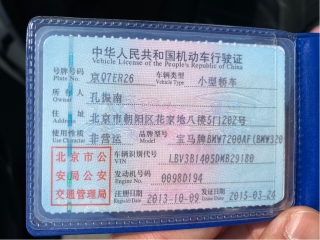 中华人民共和国机动车行驶证
Vehicle License of the People's Republic of China
号牌号码 京Q7ER26 车辆类型 小型轿车
Plate No. Vehicle Type
所有人 孔振南
Owner
住址 北京市朝阳区花家地八楼5门202号
Address
使用性质 非营运 品牌型号 宝马牌BMW7200AF(BMW320
Use Character Model
北京市公 车辆识别代号 LBV3B1405DMB29180
VIN
安局公安 发动机号码 00980194
Engine No.
交通管理局 注册日期 2013-10-09 发证日期 2015-03-24
Register Date Issue Date